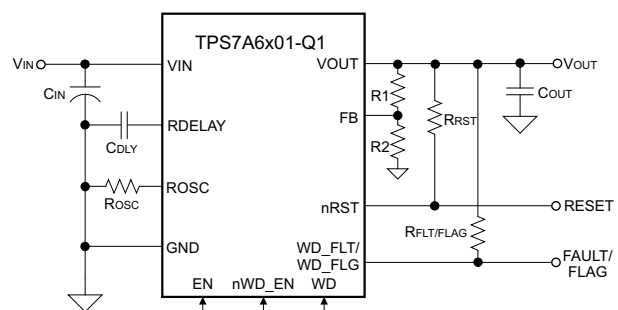 TPS7A6x01-Q1
VIN
VIN
VOUT
VOUT
CIN
R1
COUT
RDELAY
FB
RRST
CDLY
R2
ROSC
ROSC
nRST
RESET
RFLT/FLAG
GND
WD_FLT/
WD_FLG
FAULT/
FLAG
EN
nWD_EN
WD